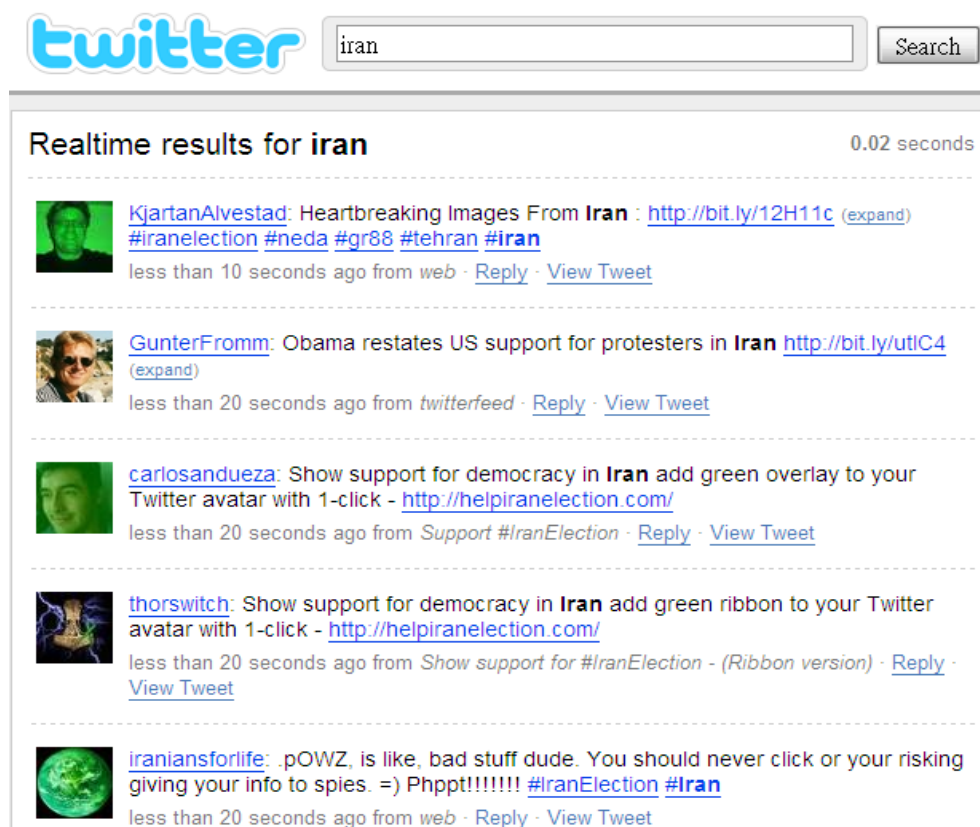 twitter
iran
Search
Realtime results for iran
0.02 seconds
KjartanAlvestad: Heartbreaking Images From Iran : http://bit.ly/12H11c (expand)
#iranelection #neda #gr88 #tehran #iran
less than 10 seconds ago from web · Reply · View Tweet
GunterFromm: Obama restates US support for protesters in Iran http://bit.ly/utlC4
(expand)
less than 20 seconds ago from twitterfeed · Reply · View Tweet
carlosandueza: Show support for democracy in Iran add green overlay to your
Twitter avatar with 1-click - http://helpiranelection.com/
less than 20 seconds ago from Support #IranElection · Reply · View Tweet
thorswitch: Show support for democracy in Iran add green ribbon to your Twitter
avatar with 1-click - http://helpiranelection.com/
less than 20 seconds ago from Show support for #IranElection - (Ribbon version) · Reply ·
View Tweet
iraniansforlife: .pOWZ, is like, bad stuff dude. You should never click or your risking
giving your info to spies. =) Phppt!!!!!!! #IranElection #Iran
less than 20 seconds ago from web · Reply · View Tweet